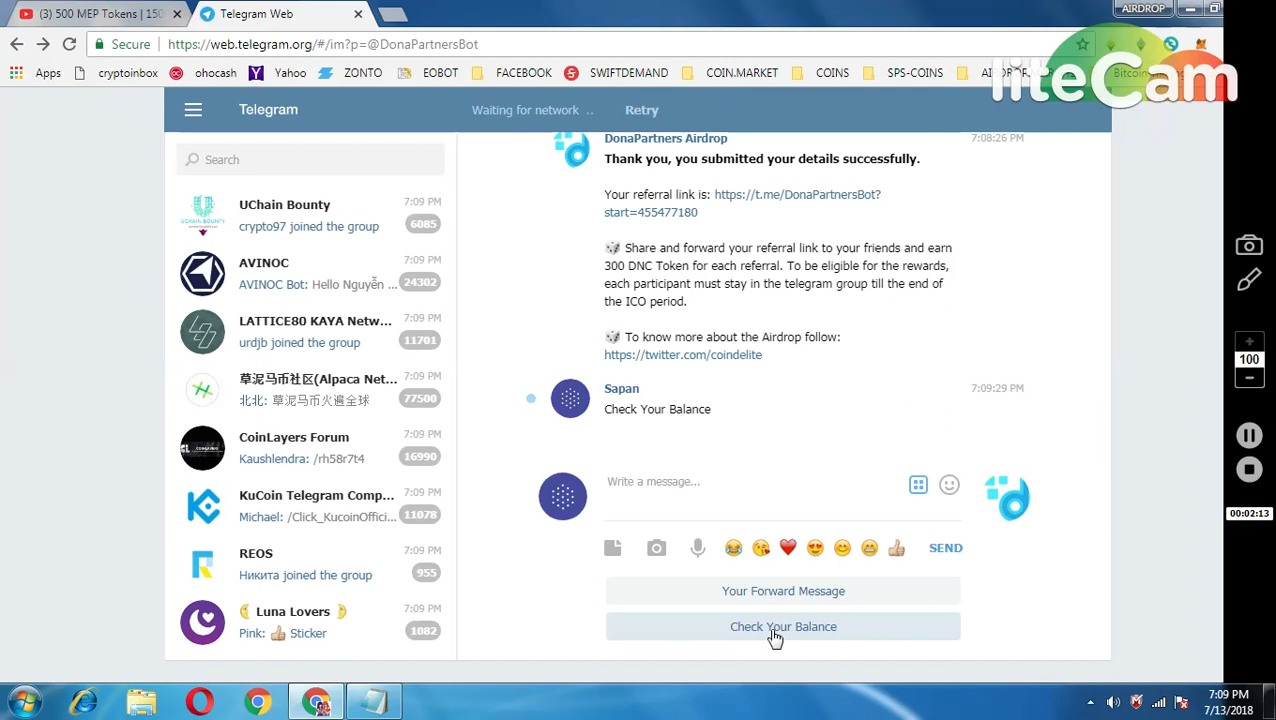 (3) 500 MEP Tokens | 150
Telegram Web
AIRDROP
Secure
https://web.telegram.org/#/im?p=@DonaPartnersBot
Apps
cryptoinbox
ohocash
Yahoo
ZONTO
EOBOT
FACEBOOK
SWIFTDEMAND
COIN.MARKET
COINS
SPS-COINS
liteCam
Telegram
Waiting for network ..
Retry
Search
UChain Bounty
7:09 PM
crypto97 joined the group
6085
AVINOC
7:09 PM
AVINOC Bot: Hello Nguyễn ...
24302
LATTICE80 KAYA Netw...
7:09 PM
urdjb joined the group
11701
草泥马币社区(Alpaca Net...
7:09 PM
北北: 草泥马币火遍全球
77500
CoinLayers Forum
7:09 PM
Kaushlendra: /rh58r7t4
16990
KuCoin Telegram Comp...
7:09 PM
Michael: /Click_KucoinOffici...
11078
REOS
7:09 PM
Никита joined the group
955
Luna Lovers
7:09 PM
Pink: 👍 Sticker
1082
DonaPartners Airdrop
7:08:26 PM
Thank you, you submitted your details successfully.
Your referral link is: https://t.me/DonaPartnersBot?
start=455477180
🎲 Share and forward your referral link to your friends and earn
300 DNC Token for each referral. To be eligible for the rewards,
each participant must stay in the telegram group till the end of
the ICO period.
🎲 To know more about the Airdrop follow:
https://twitter.com/coindelite
Sapan
7:09:29 PM
Check Your Balance
Write a message...
SEND
Your Forward Message
Check Your Balance
100
00:02:13
7:09 PM
7/13/2018